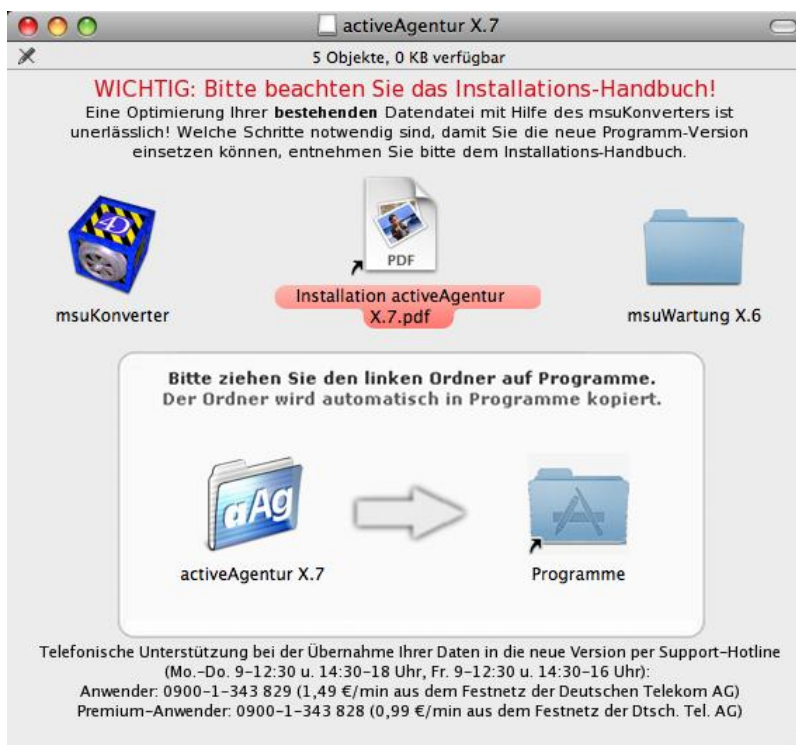 activeAgentur X.7
5 Objekte, 0 KB verfügbar
WICHTIG: Bitte beachten Sie das Installations-Handbuch!
Eine Optimierung Ihrer bestehenden Datendatei mit Hilfe des msuKonverters ist
unerlässlich! Welche Schritte notwendig sind, damit Sie die neue Programm-Version
einsetzen können, entnehmen Sie bitte dem Installations-Handbuch.
4D
PDF
msuKonverter
Installation activeAgentur
X.7.pdf
msuWartung X.6
Bitte ziehen Sie den linken Ordner auf Programme.
Der Ordner wird automatisch in Programme kopiert.
aAg
activeAgentur X.7
Programme
Telefonische Unterstützung bei der Übernahme Ihrer Daten in die neue Version per Support-Hotline
(Mo.-Do. 9-12:30 u. 14:30-18 Uhr, Fr. 9-12:30 u. 14:30-16 Uhr):
Anwender: 0900-1-343 829 (1,49 €/min aus dem Festnetz der Deutschen Telekom AG)
Premium-Anwender: 0900-1-343 828 (0,99 €/min aus dem Festnetz der Dtsch. Tel. AG)